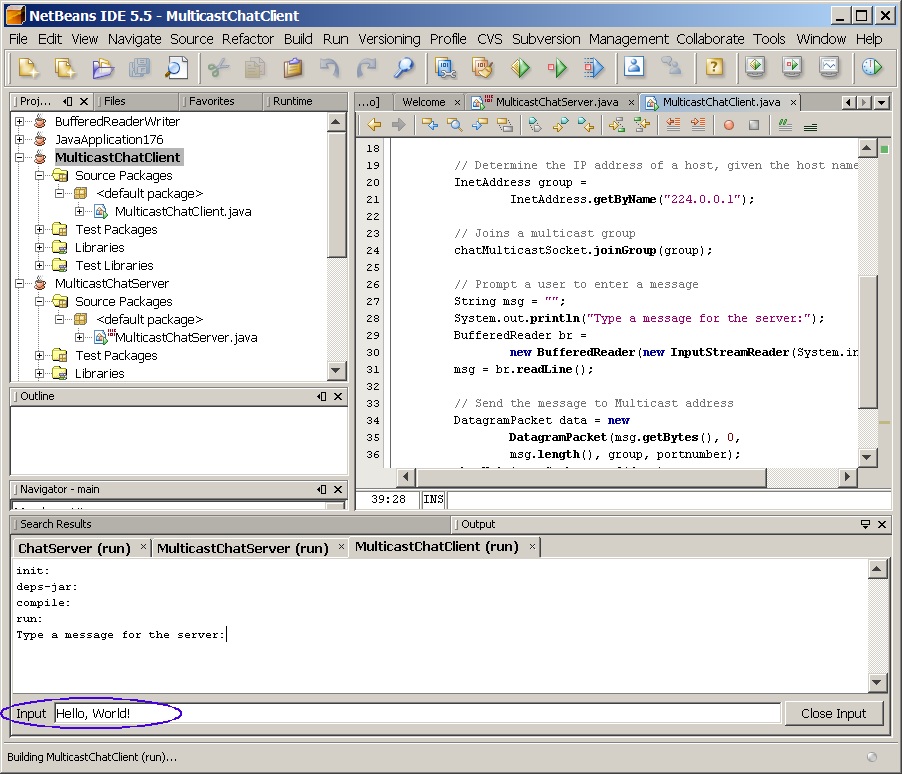 NetBeans IDE 5.5 - MulticastChatClient
File Edit View Navigate Source Refactor Build Run Versioning Profile CVS Subversion Management Collaborate Tools Window Help
Proj... Files Favorites Runtime
BufferedReaderWriter
JavaApplication176
MulticastChatClient
Source Packages
<default package>
MulticastChatClient.java
Test Packages
Libraries
Test Libraries
MulticastChatServer
Source Packages
<default package>
MulticastChatServer.java
Test Packages
Libraries
Outline
Navigator - main
...o] Welcome MulticastChatServer.java MulticastChatClient.java
18
19 // Determine the IP address of a host, given the host name
20 InetAddress group =
21 InetAddress.getByName("224.0.0.1");
22
23 // Joins a multicast group
24 chatMulticastSocket.joinGroup(group);
25
26 // Prompt a user to enter a message
27 String msg = "";
28 System.out.println("Type a message for the server:");
29 BufferedReader br =
30 new BufferedReader(new InputStreamReader(System.in
31 msg = br.readLine();
32
33 // Send the message to Multicast address
34 DatagramPacket data = new
35 DatagramPacket(msg.getBytes(), 0,
36 msg.length(), group, portnumber);
39:28 INS
Search Results
Output
ChatServer (run) MulticastChatServer (run) MulticastChatClient (run)
init:
deps-jar:
compile:
run:
Type a message for the server:
Input Hello, World! Close Input
Building MulticastChatClient (run)...